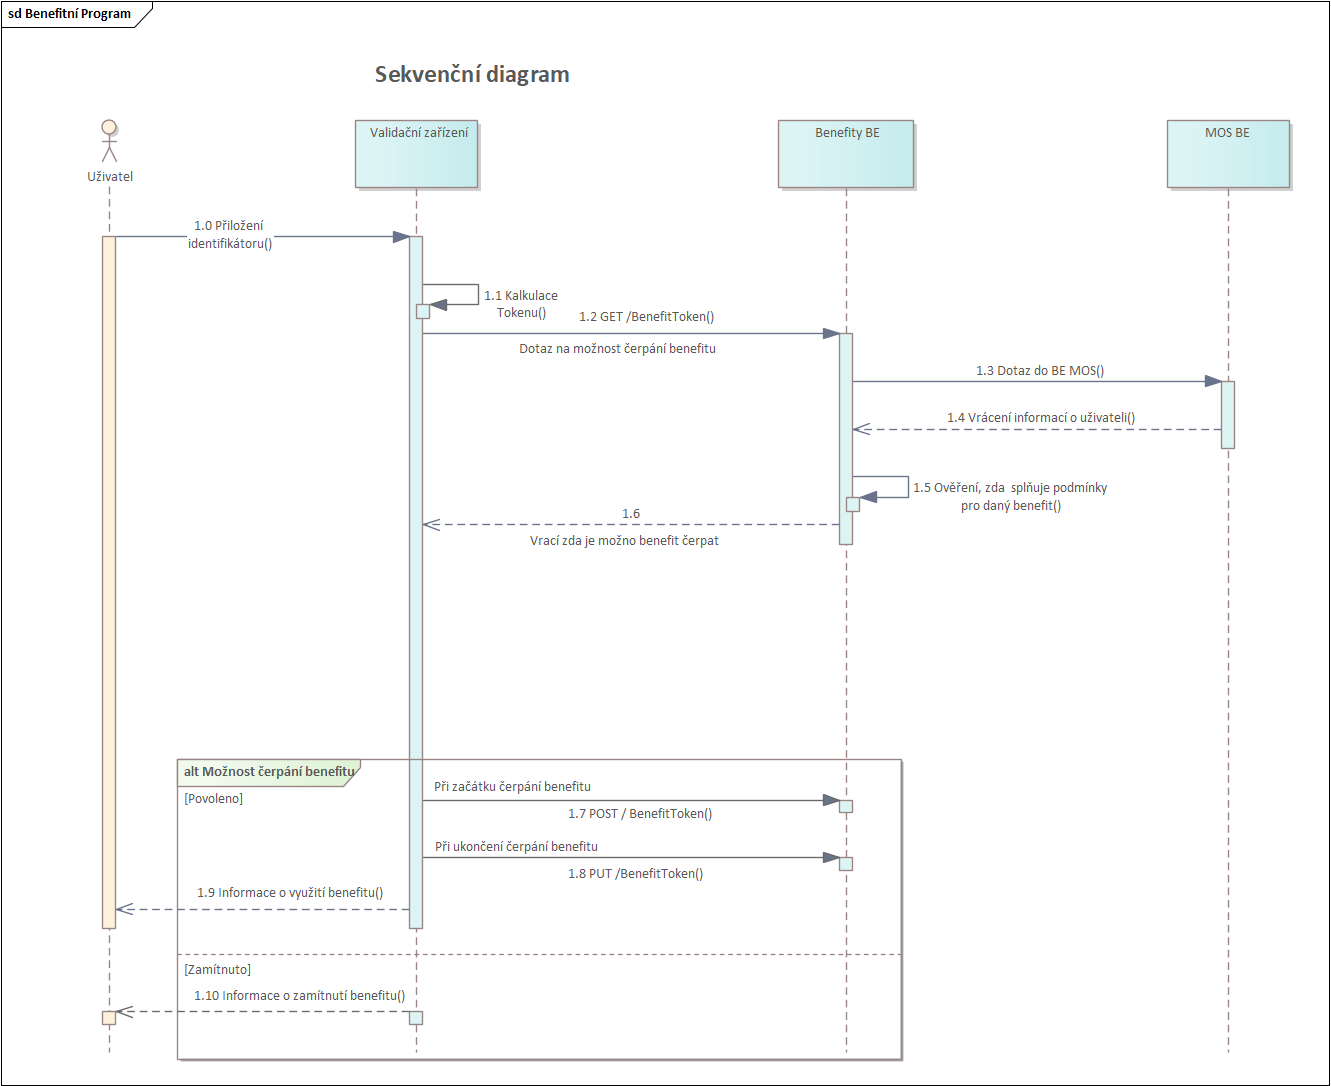 sd Benefitní Program
Sekvenční diagram
Uživatel
Validační zařízení
Benefity BE
MOS BE
1.0 Přiložení
identifikátoru()
1.1 Kalkulace
Tokenu()
1.2 GET /BenefitToken()
Dotaz na možnost čerpání benefitu
1.3 Dotaz do BE MOS()
1.4 Vrácení informací o uživateli()
1.5 Ověření, zda  splňuje podmínky
pro daný benefit()
1.6
Vrací zda je možno benefit čerpat
alt Možnost čerpání benefitu
[Povoleno]
Při začátku čerpání benefitu
1.7 POST / BenefitToken()
Při ukončení čerpání benefitu
1.8 PUT /BenefitToken()
1.9 Informace o využití benefitu()
[Zamítnuto]
1.10 Informace o zamítnutí benefitu()